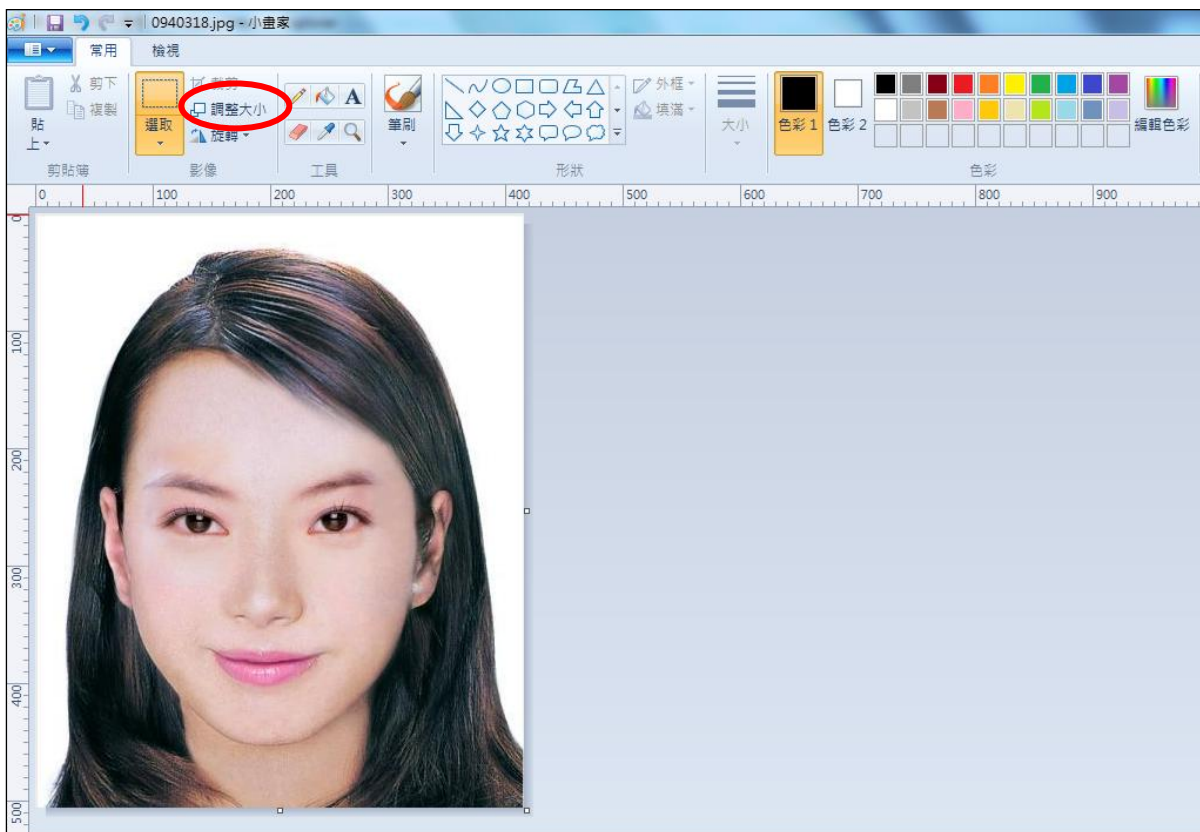 0940318.jpg - 小畫家
常用 檢視
剪下 裁剪 A 外框
複製 調整大小 填滿
貼上 選取 旋轉 筆刷 大小 色彩 1 色彩 2 編輯色彩
剪貼簿 影像 工具 形狀 色彩
0 100 200 300 400 500 600 700 800 900
0
100
200
300
400
500